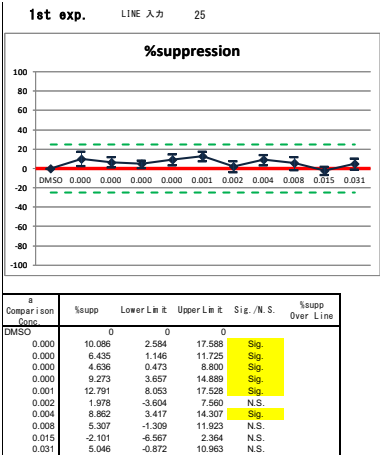 1st exp. LINE 入力 25
%suppression
100
80
60
40
20
0
-20
-40
-60
-80
-100
DMSO 0.000 0.000 0.000 0.000 0.001 0.002 0.004 0.008 0.015 0.031
a
Comparison %supp Lower Limit Upper Limit Sig./N.S. %supp
Conc. Over Line
DMSO 0 0 0
0.000 10.086 2.584 17.588 Sig.
0.000 6.435 1.146 11.725 Sig.
0.000 4.636 0.473 8.800 Sig.
0.000 9.273 3.657 14.889 Sig.
0.001 12.791 8.053 17.528 Sig.
0.002 1.978 -3.604 7.560 N.S.
0.004 8.862 3.417 14.307 Sig.
0.008 5.307 -1.309 11.923 N.S.
0.015 -2.101 -6.567 2.364 N.S.
0.031 5.046 -0.872 10.963 N.S.